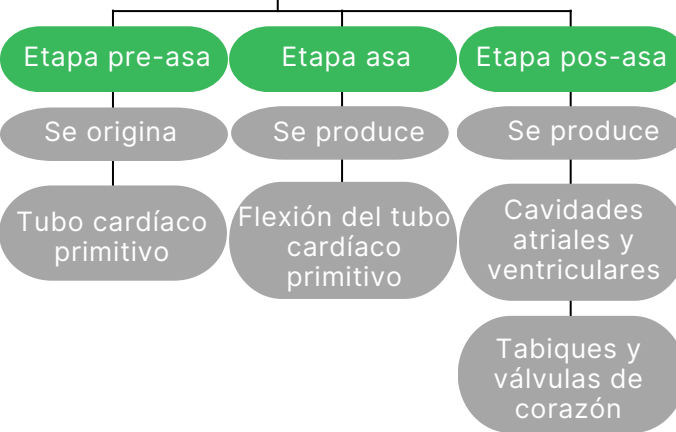 Etapa pre-asa
Etapa asa
Etapa pos-asa
Se origina
Se produce
Se produce
Tubo cardíaco
primitivo
Flexión del tubo
cardíaco
primitivo
Cavidades
atriales y
ventriculares
Tabiques y
válvulas de
corazón